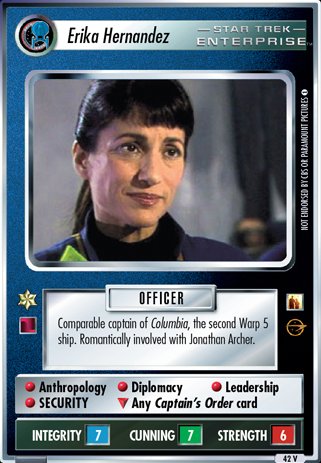 Erika Hernandez
STAR TREK
ENTERPRISE™
NOT ENDORSED BY CBS OR PARAMOUNT PICTURES
OFFICER
Comparable captain of Columbia, the second Warp 5
ship. Romantically involved with Jonathan Archer.
Anthropology Diplomacy Leadership
SECURITY Any Captain's Order card
INTEGRITY 7 CUNNING 7 STRENGTH 6
42 V